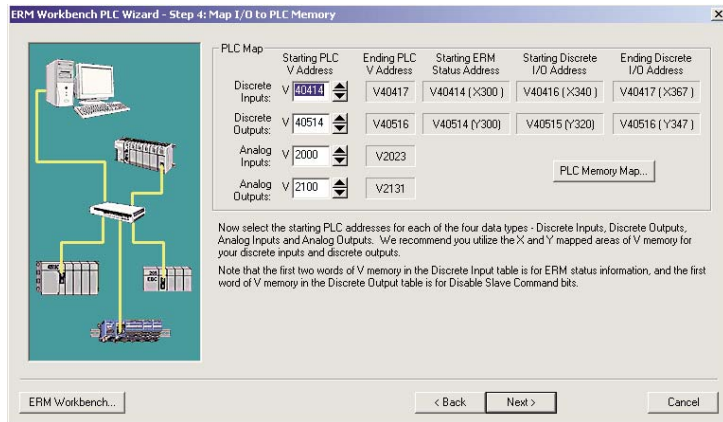 ERM Workbench PLC Wizard - Step 4: Map I/O to PLC Memory
PLC Map
Starting PLC V Address
Ending PLC V Address
Starting ERM Status Address
Starting Discrete I/O Address
Ending Discrete I/O Address
Discrete Inputs: V 40414 V40417 V40414 ( X300 ) V40416 ( X340 ) V40417 ( X367 )
Discrete Outputs: V 40514 V40516 V40514 (Y300) V40515 (Y320) V40516 ( Y347 )
Analog Inputs: V 2000 V2023
Analog Outputs: V 2100 V2131
PLC Memory Map...
Now select the starting PLC addresses for each of the four data types - Discrete Inputs, Discrete Outputs,
Analog Inputs and Analog Outputs. We recommend you utilize the X and Y mapped areas of V memory for
your discrete inputs and discrete outputs.
Note that the first two words of V memory in the Discrete Input table is for ERM status information, and the first
word of V memory in the Discrete Output table is for Disable Slave Command bits.
ERM Workbench...
< Back
Next >
Cancel